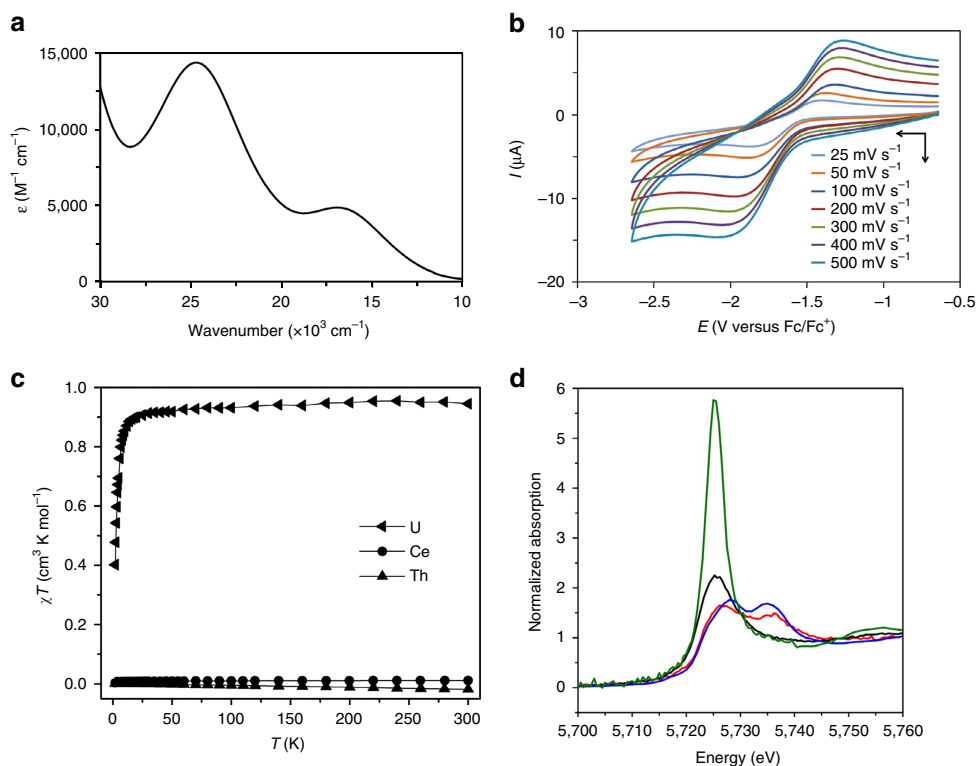 a
15,000
10,000
5,000
0
ε (M⁻¹ cm⁻¹)
30
25
20
15
10
Wavenumber (×10³ cm⁻¹)
b
10
0
–10
–20
I (μA)
25 mV s⁻¹
50 mV s⁻¹
100 mV s⁻¹
200 mV s⁻¹
300 mV s⁻¹
400 mV s⁻¹
500 mV s⁻¹
–3
–2.5
–2
–1.5
–1
–0.5
E (V versus Fc/Fc⁺)
c
1.0
0.8
0.6
0.4
0.2
0.0
χT (cm³ K mol⁻¹)
U
Ce
Th
0
50
100
150
200
250
300
T (K)
d
6
5
4
3
2
1
0
Normalized absorption
5,700
5,710
5,720
5,730
5,740
5,750
5,760
Energy (eV)